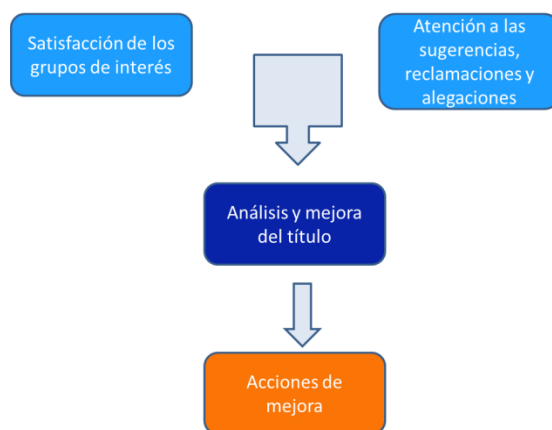 Satisfacción de los
grupos de interés
Atención a las
sugerencias,
reclamaciones y
alegaciones
Análisis y mejora
del título
Acciones de
mejora